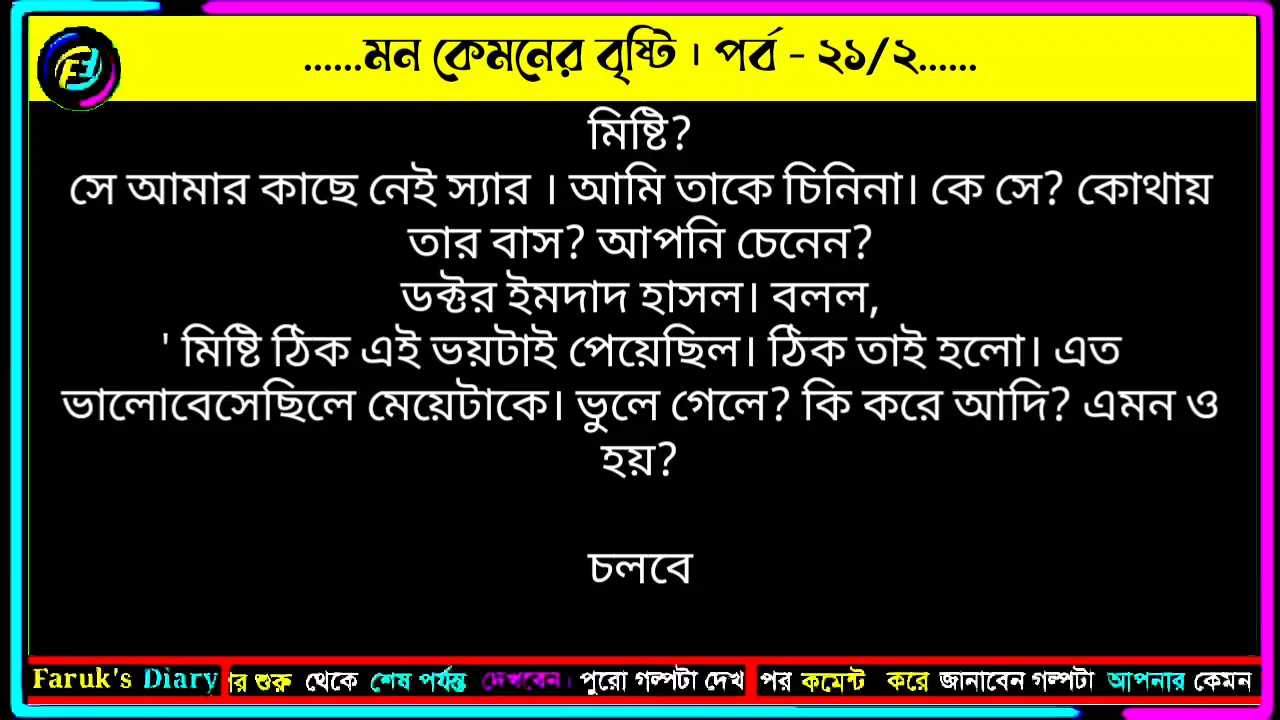 ......মন কেমনের বৃষ্টি । পর্ব - ২১/২......
মিষ্টি?
সে আমার কাছে নেই স্যার । আমি তাকে চিনিনা। কে সে? কোথায়
তার বাস? আপনি চেনেন?
ডক্টর ইমদাদ হাসল। বলল,
' মিষ্টি ঠিক এই ভয়টাই পেয়েছিল। ঠিক তাই হলো। এত
ভালোবেসেছিলে মেয়েটাকে। ভুলে গেলে? কি করে আদি? এমন ও
হয়?
চলবে
Faruk's Diary শুরু থেকে শেষ পর্যন্ত দেখবেন। পুরো গল্পটা দেখ পর কমেন্ট করে জানাবেন গল্পটা আপনার কেমন